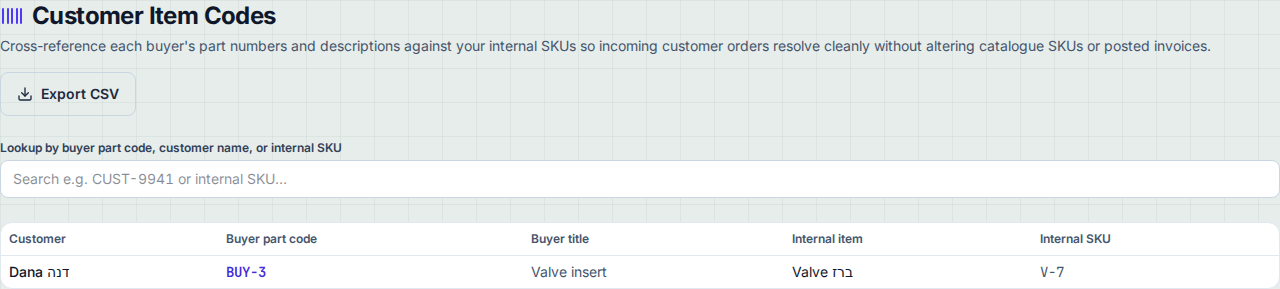 Customer Item Codes
Cross-reference each buyer's part numbers and descriptions against your internal SKUs so incoming customer orders resolve cleanly without altering catalogue SKUs or posted invoices.
Export CSV
Lookup by buyer part code, customer name, or internal SKU
Search e.g. CUST-9941 or internal SKU...
Customer Buyer part code Buyer title Internal item Internal SKU
Dana דנה BUY-3 Valve insert Valve ברז V-7